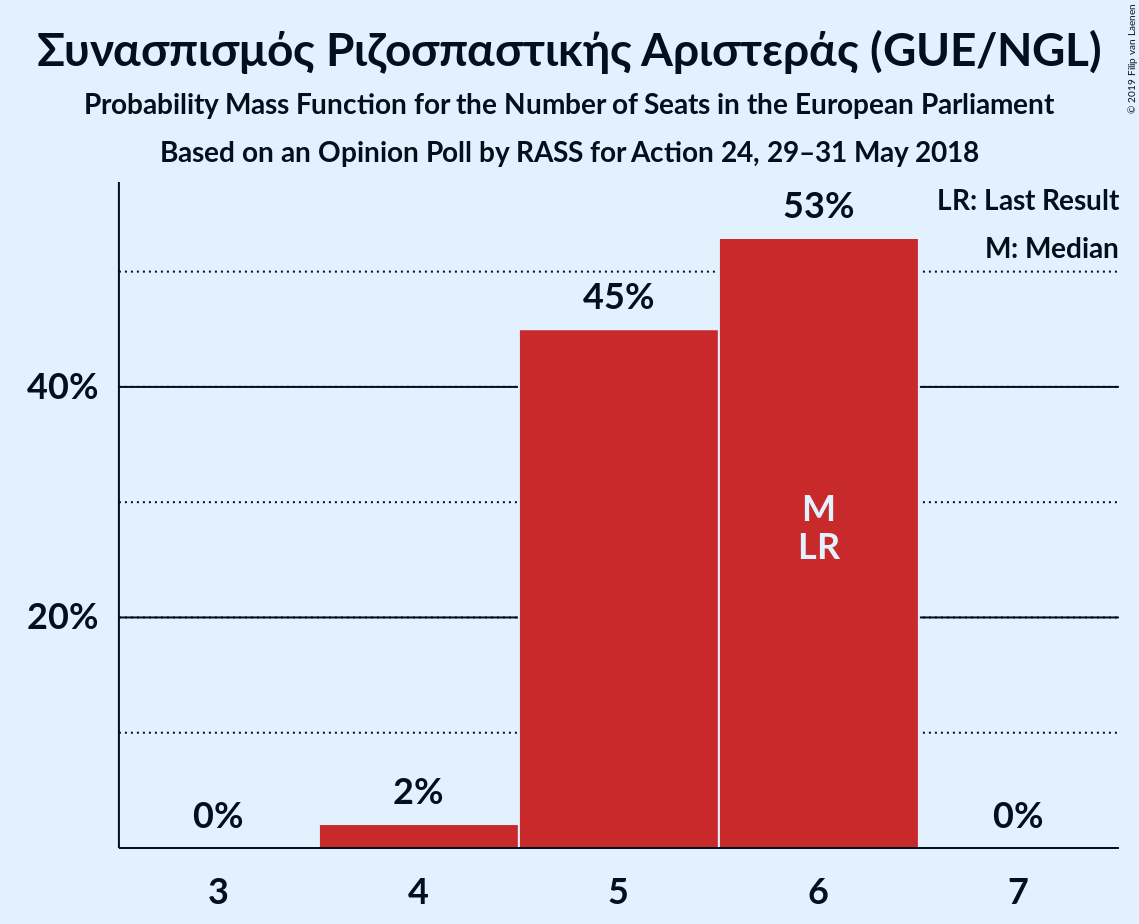 Συνασπισμός Ριζοσπαστικής Αριστεράς (GUE/NGL)
Probability Mass Function for the Number of Seats in the European Parliament
Based on an Opinion Poll by RASS for Action 24, 29–31 May 2018
© 2019 Filip van Laenen
LR: Last Result
M: Median
53%
45%
40%
M
LR
20%
2%
0%
0%
3
4
5
6
7